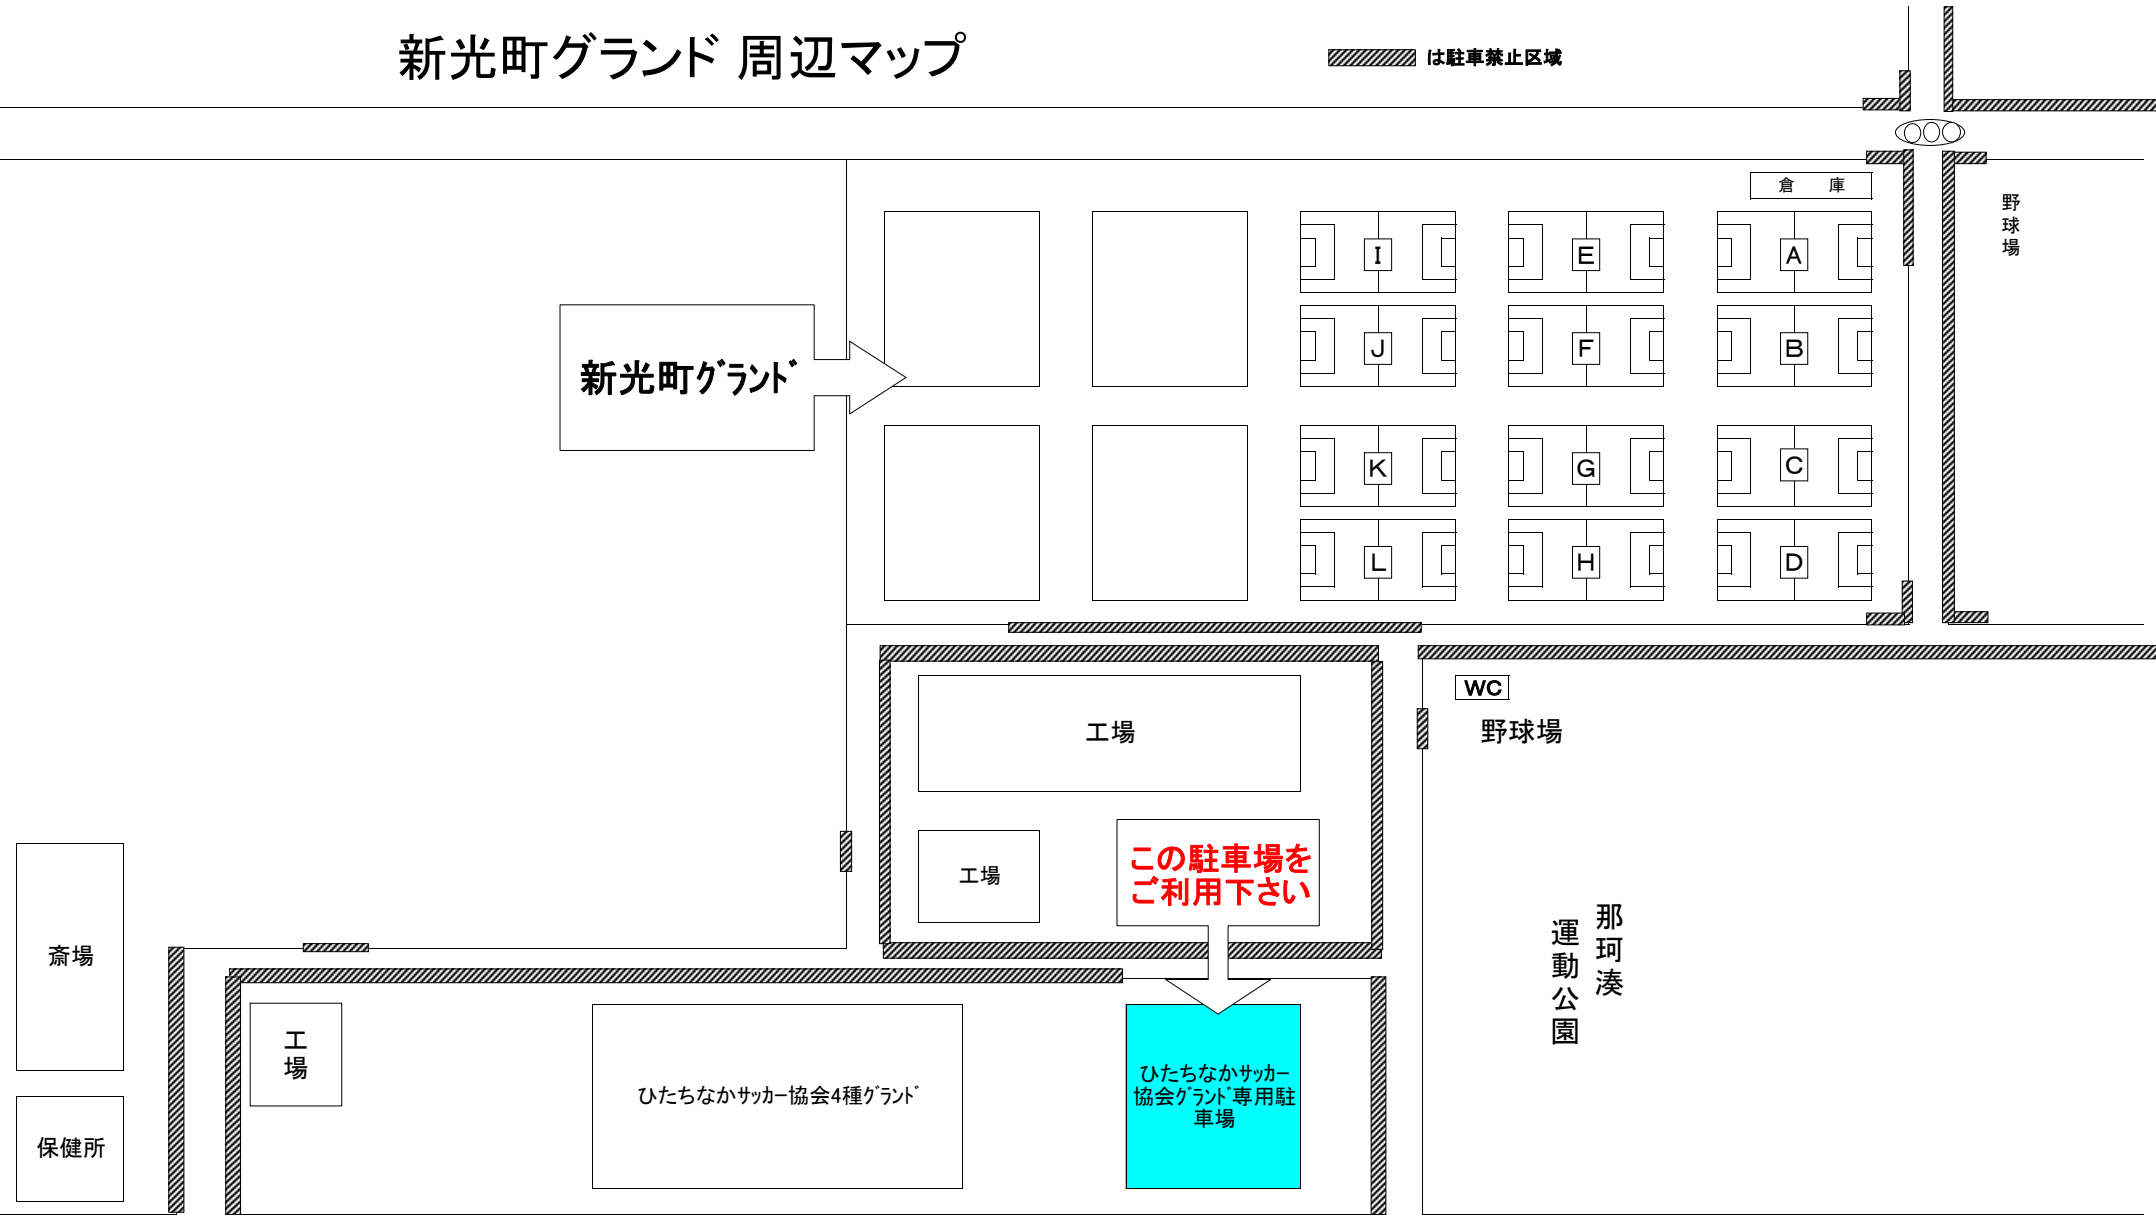 新光町グランド 周辺マップ
は駐車禁止区域
倉　庫
野球場
I
E
A
J
F
B
新光町グランド
K
G
C
L
H
D
WC
野球場
工場
工場
この駐車場を
ご利用下さい
那珂湊
運動公園
斎場
工場
ひたちなかサッカー協会4種グランド
ひたちなかサッカー
協会グランド専用駐
車場
保健所